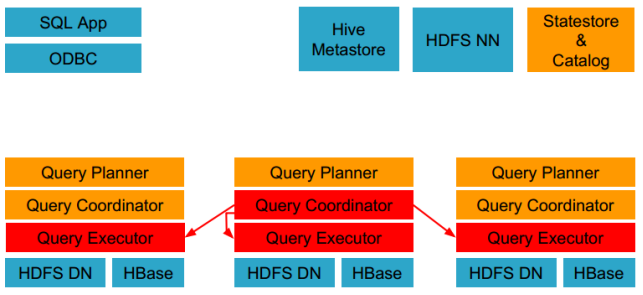 SQL App
ODBC
Hive
Metastore
HDFS NN
Statestore
&
Catalog
Query Planner
Query Coordinator
Query Executor
HDFS DN
HBase
Query Planner
Query Coordinator
Query Executor
HDFS DN
HBase
Query Planner
Query Coordinator
Query Executor
HDFS DN
HBase